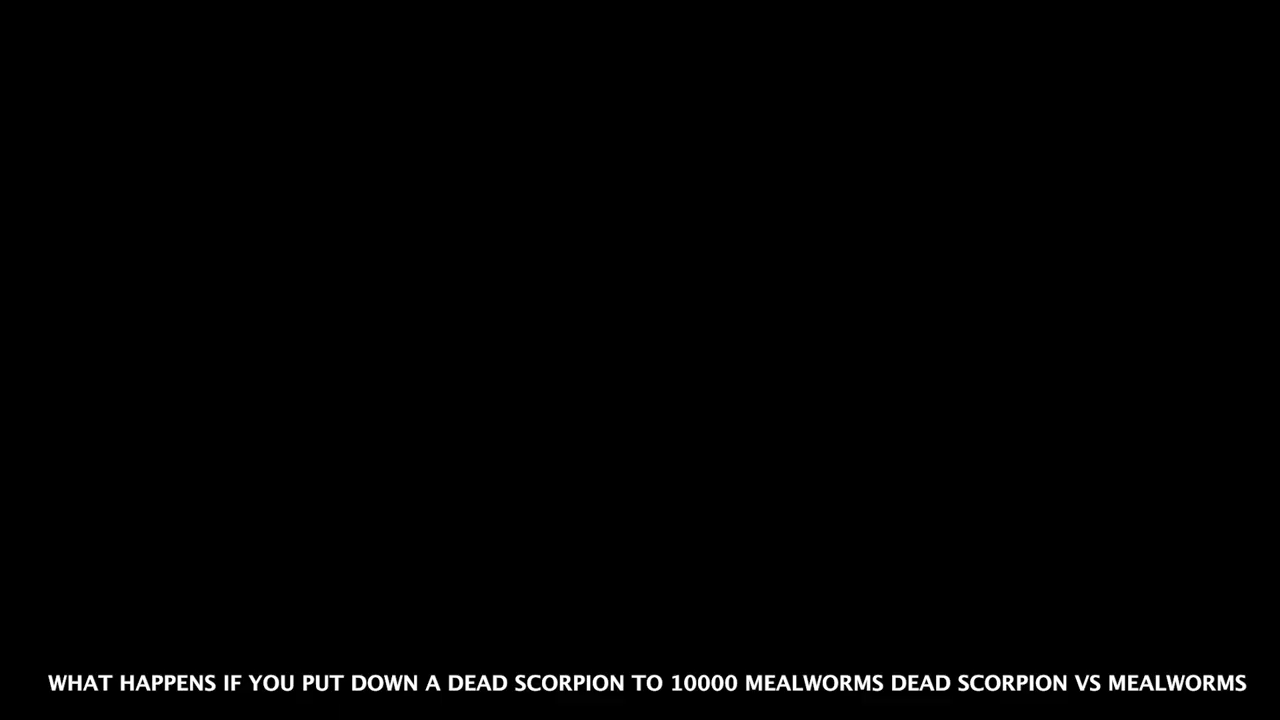 WHAT HAPPENS IF YOU PUT DOWN A DEAD SCORPION TO 10000 MEALWORMS DEAD SCORPION VS MEALWORMS